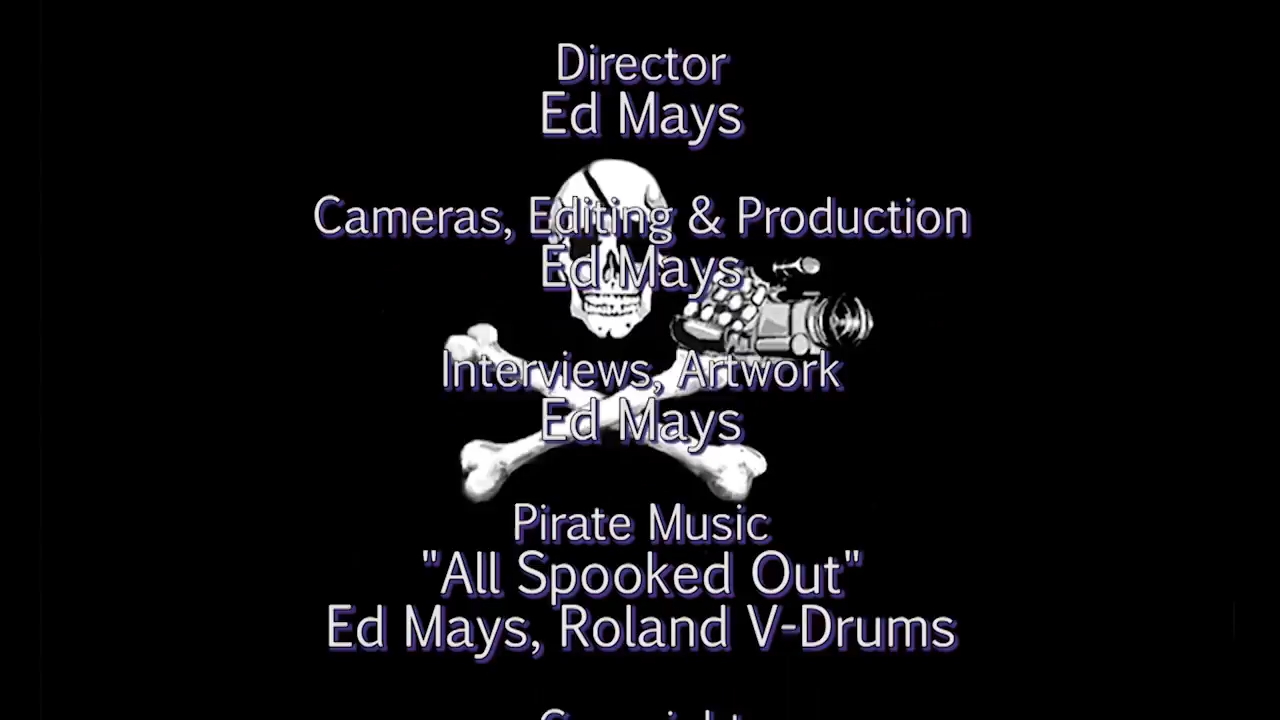 Director
Ed Mays
Cameras, Editing & Production
Ed Mays
Interviews, Artwork
Ed Mays
Pirate Music
"All Spooked Out"
Ed Mays, Roland V-Drums